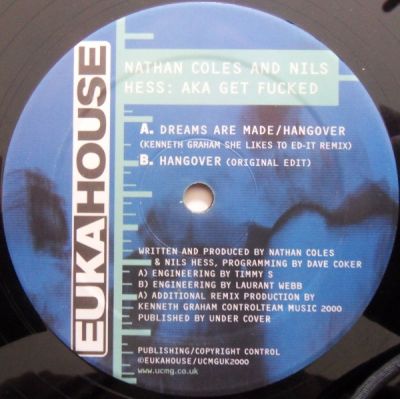 EUKAHOUSE
NATHAN COLES AND NILS
HESS: AKA GET FUCKED
A. DREAMS ARE MADE/HANGOVER
(KENNETH GRAHAM SHE LIKES TO ED-IT REMIX)
B. HANGOVER (ORIGINAL EDIT)
WRITTEN AND PRODUCED BY NATHAN COLES
& NILS HESS, PROGRAMMING BY DAVE COKER
A) ENGINEERING BY TIMMY S
B) ENGINEERING BY LAURANT WEBB
A) ADDITIONAL REMIX PRODUCTION BY
KENNETH GRAHAM CONTROLTEAM MUSIC 2000
PUBLISHED BY UNDER COVER
PUBLISHING/COPYRIGHT CONTROL
©EUKAHOUSE/UCMGUK2000
www.ucmg.co.uk